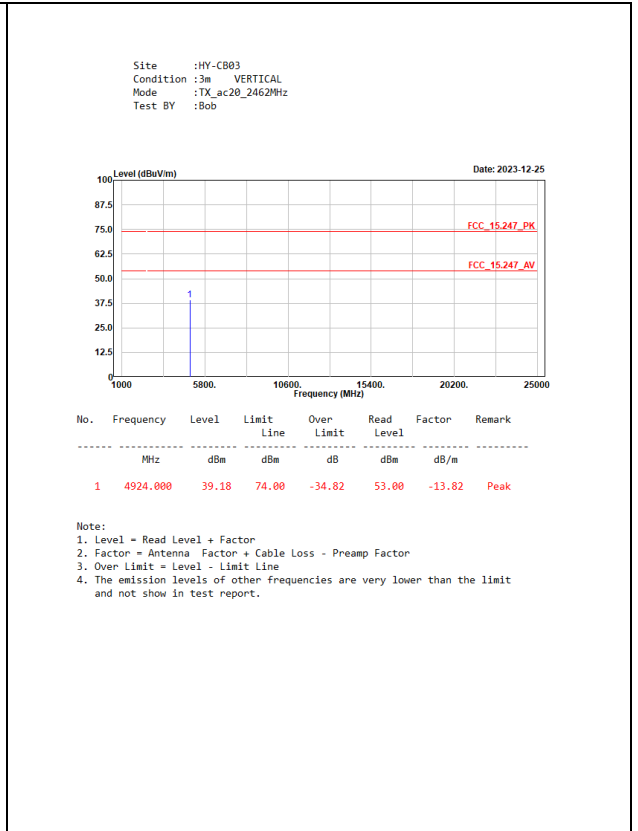 Site :HY-CB03
Condition :3m VERTICAL
Mode :TX_ac20_2462MHz
Test BY :Bob
Level (dBuV/m) Date: 2023-12-25
100
87.5
75.0 FCC_15.247_PK
62.5
FCC_15.247_AV
50.0
1
37.5
25.0
12.5
0
1000 5800. 10600. 15400. 20200. 25000
Frequency (MHz)
No. Frequency Level Limit Over Read Factor Remark
Line Limit Level
------ ----------- -------- --------- --------- --------- -------- ---------
MHz dBm dBm dB dBm dB/m
1 4924.000 39.18 74.00 -34.82 53.00 -13.82 Peak
Note:
1. Level = Read Level + Factor
2. Factor = Antenna Factor + Cable Loss - Preamp Factor
3. Over Limit = Level - Limit Line
4. The emission levels of other frequencies are very lower than the limit
and not show in test report.